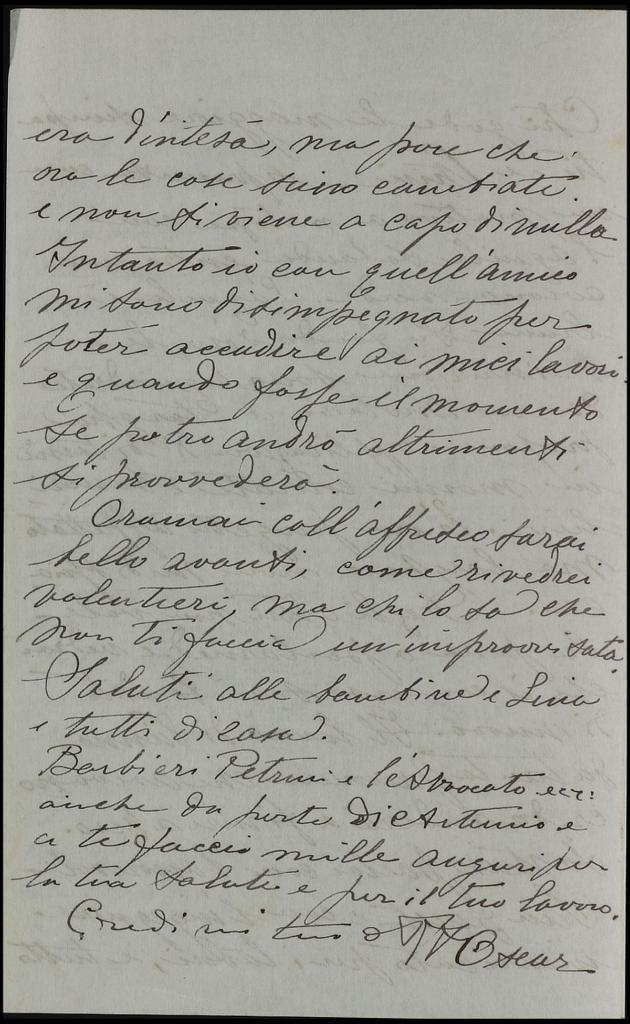 era d'intesa, ma pare che
ora le cose siino cambiate
e non si viene a capo di nulla
Intanto io con quell'amico
mi sono disimpegnato per
poter accudire ai miei lavori
e quando fosse il momento
se potro andrò altrimenti
si provvederà.
Oramai coll'affresco sarai
bello avanti, come rivedrei
volentieri, ma chi lo sa che
non ti faccia un'improvvisata.
Saluti alle bambine e Lina
e tutti di casa.
Barbieri Petrini e l'Avvocato ecc:
anche da parte di Artemio e
a te faccio mille auguri per
la tua salute e per il tuo lavoro.
Credi mi tuo Oscar